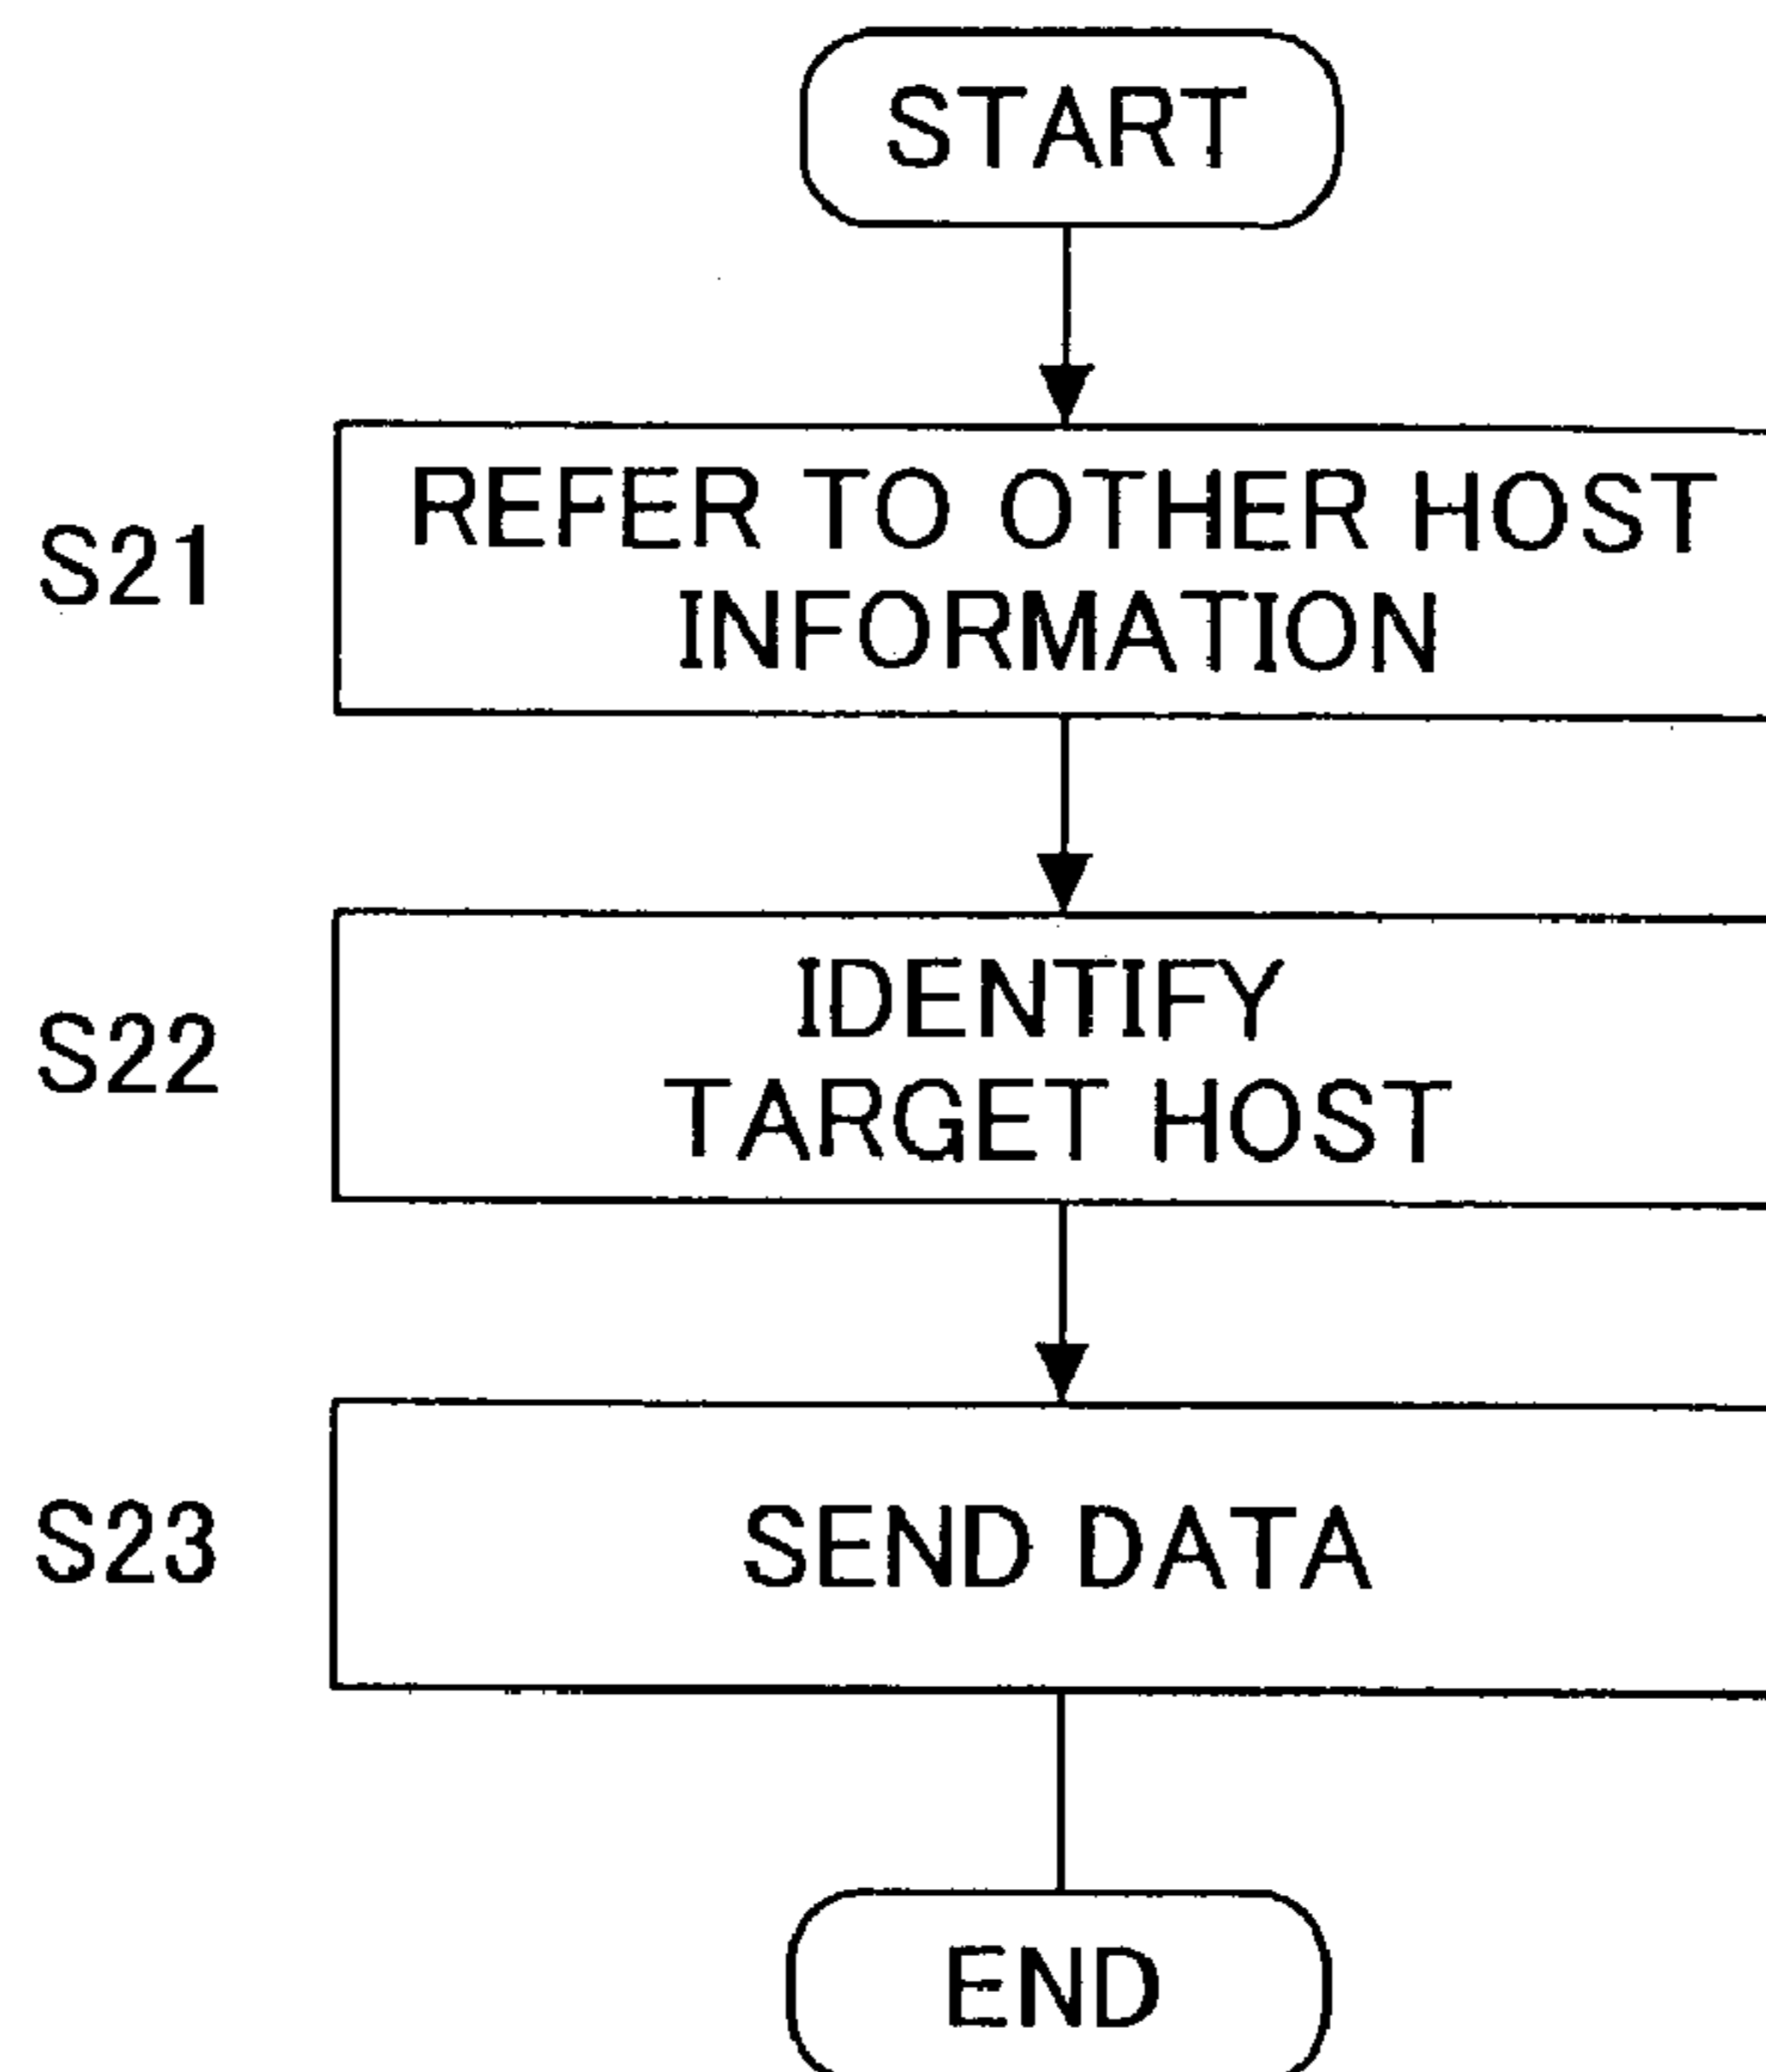 START
S21
REFER TO OTHER HOST
INFORMATION
S22
IDENTIFY
TARGET HOST
S23
SEND DATA
END